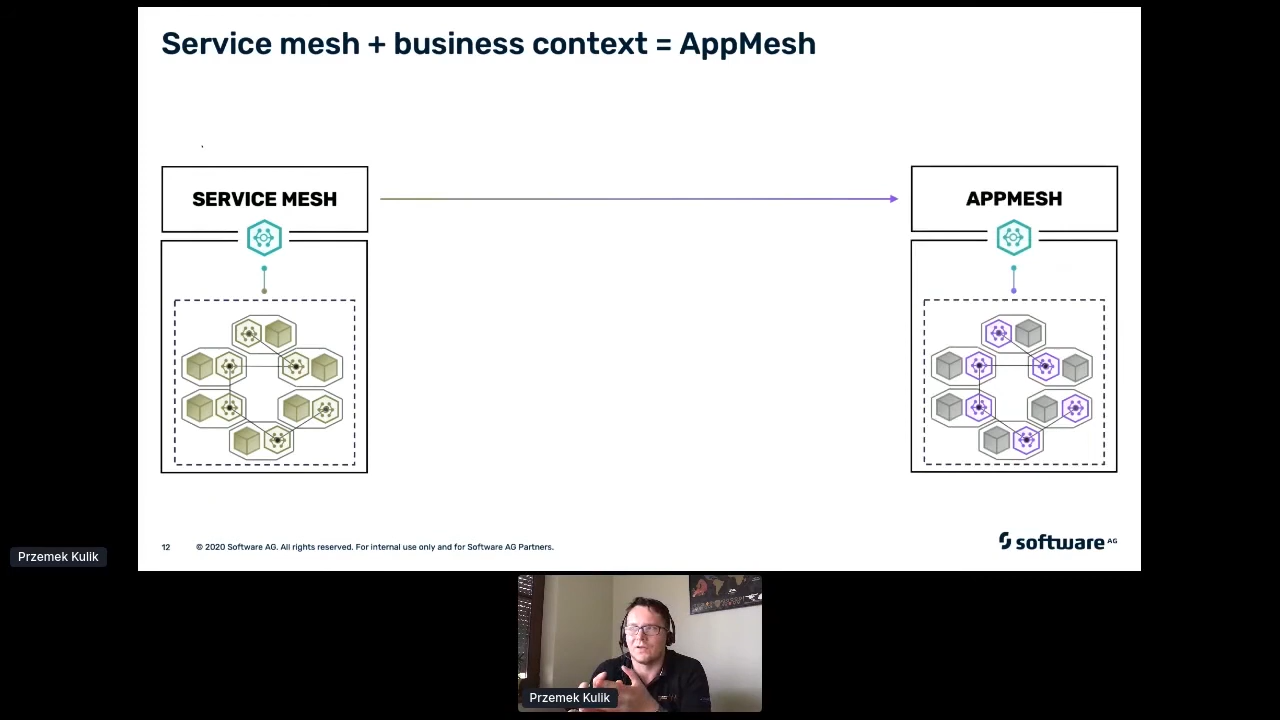 Service mesh + business context = AppMesh
SERVICE MESH
APPMESH
12
© 2020 Software AG. All rights reserved. For internal use only and for Software AG Partners.
software AG
Przemek Kulik
Przemek Kulik